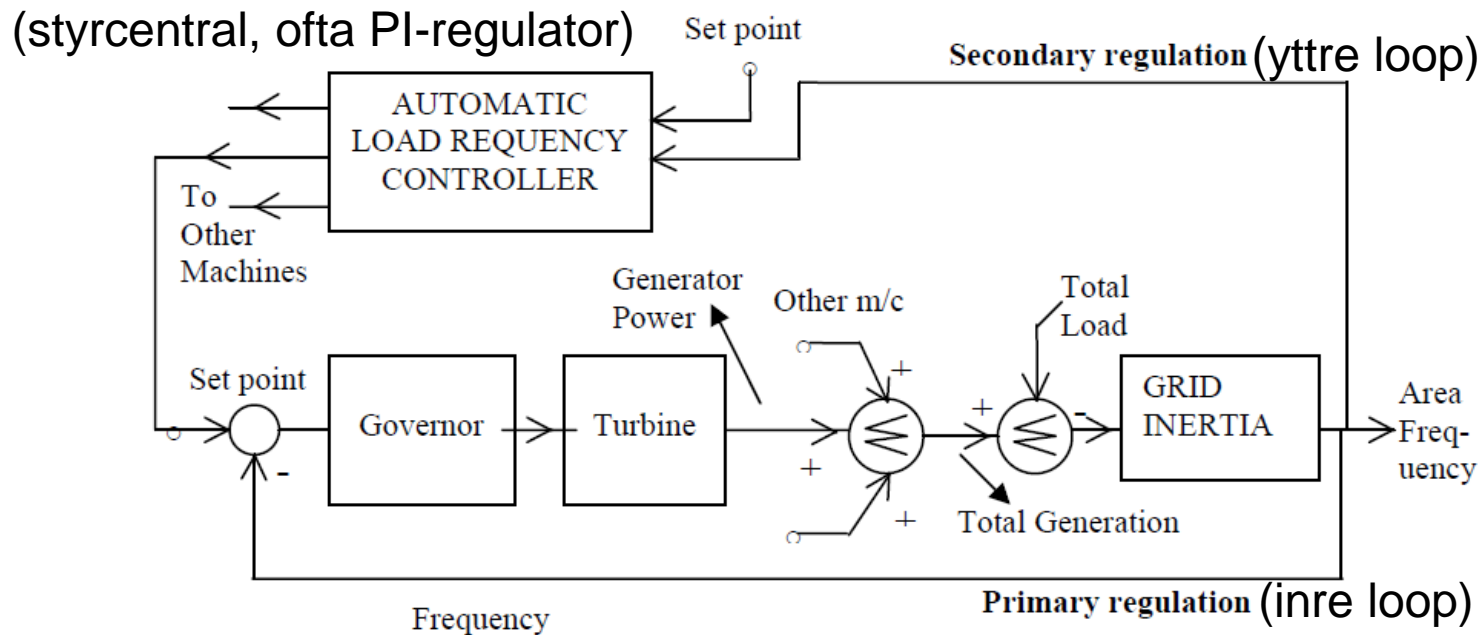 (styrcentral, ofta PI-regulator)
Set point
Secondary regulation (yttre loop)
AUTOMATIC
LOAD REQUENCY
CONTROLLER
To
Other
Machines
Generator
Power
Other m/c
Total
Load
Set point
Governor
Turbine
GRID
INERTIA
Area
Freq-
uency
+
+
+
+
-
-
Total Generation
Primary regulation (inre loop)
Frequency